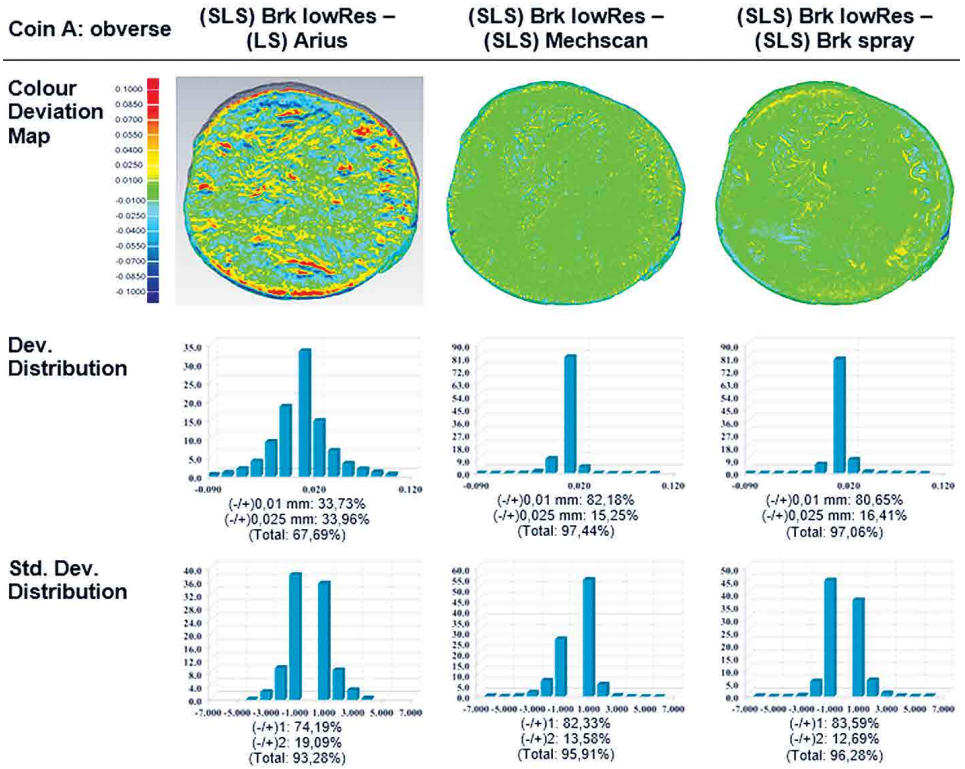 Coin A: obverse
(SLS) Brk lowRes –
(LS) Arius
(SLS) Brk lowRes –
(SLS) Mechscan
(SLS) Brk lowRes –
(SLS) Brk spray
Colour
Deviation
Map
0.1000
0.0850
0.0700
0.0550
0.0400
0.0250
0.0100
-0.0100
-0.0250
-0.0400
-0.0550
-0.0700
-0.0850
-0.1000
Dev.
Distribution
35.0
30.0
25.0
20.0
15.0
10.0
5.0
0.0
-0.090 0.020 0.120
(-/+)0,01 mm: 33,73%
(-/+)0,025 mm: 33,96%
(Total: 67,69%)
90.0
81.0
72.0
63.0
54.0
45.0
36.0
27.0
18.0
9.0
0.0
-0.090 0.020 0.120
(-/+)0,01 mm: 82,18%
(-/+)0,025 mm: 15,25%
(Total: 97,44%)
90.0
81.0
72.0
63.0
54.0
45.0
36.0
27.0
18.0
9.0
0.0
-0.090 0.020 0.120
(-/+)0,01 mm: 80,65%
(-/+)0,025 mm: 16,41%
(Total: 97,06%)
Std. Dev.
Distribution
40.0
36.0
32.0
28.0
24.0
20.0
16.0
12.0
8.0
4.0
0.0
-7.000 -5.000 -3.000 -1.000 1.000 3.000 5.000 7.000
(-/+)1: 74,19%
(-/+)2: 19,09%
(Total: 93,28%)
60.0
55.0
50.0
45.0
40.0
35.0
30.0
25.0
20.0
15.0
10.0
5.0
0.0
-7.000 -5.000 -3.000 -1.000 1.000 3.000 5.000 7.000
(-/+)1: 82,33%
(-/+)2: 13,58%
(Total: 95,91%)
50.0
45.0
40.0
35.0
30.0
25.0
20.0
15.0
10.0
5.0
0.0
-7.000 -5.000 -3.000 -1.000 1.000 3.000 5.000 7.000
(-/+)1: 83,59%
(-/+)2: 12,69%
(Total: 96,28%)